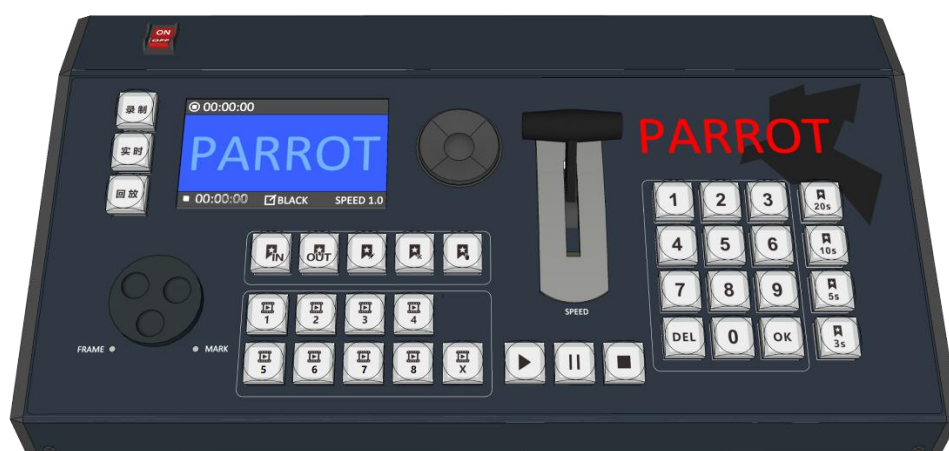 ON
OFF
录制
实时
回放
00:00:00
PARROT
00:00:00 BLACK SPEED 1.0
PARROT
IN OUT
1 2 3 4
5 6 7 8 X
FRAME MARK
SPEED
1 2 3 20s
4 5 6 10s
7 8 9 5s
DEL 0 OK 3s